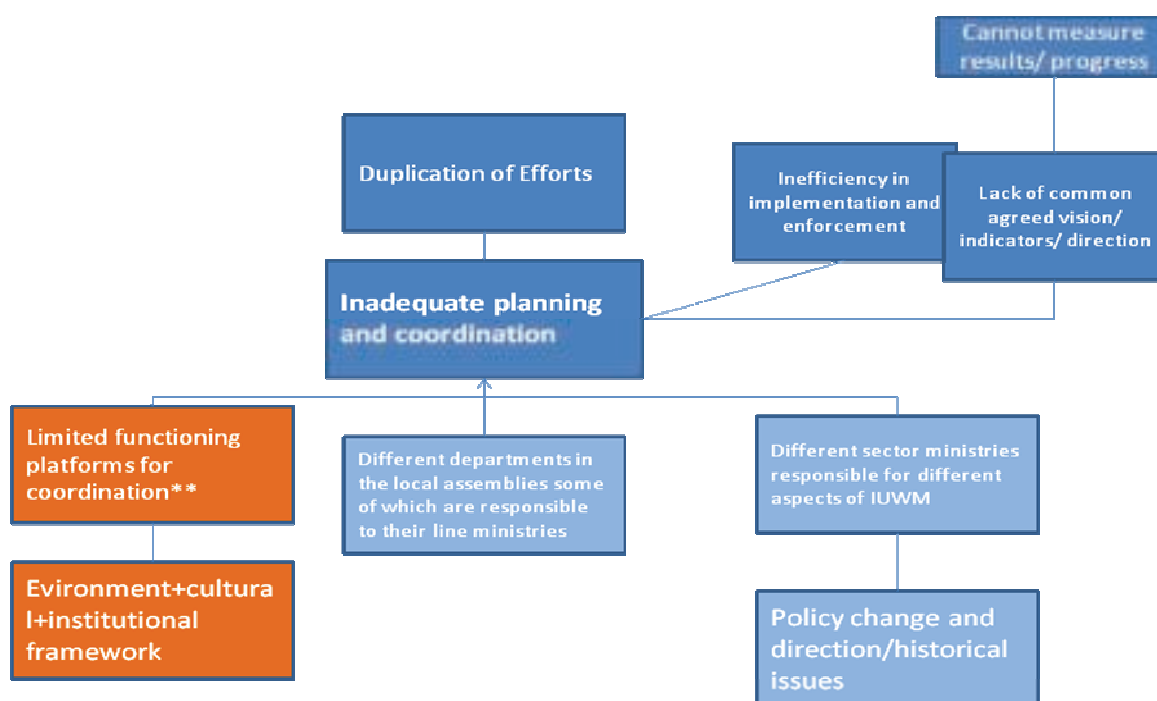 Cannot measure
results/ progress
Duplication of Efforts
Inefficiency in
implementation and
enforcement
Lack of common
agreed vision/
indicators/ direction
Inadequate planning
and coordination
Limited functioning
platforms for
coordination**
Different departments in
the local assemblies some
of which are responsible
to their line ministries
Different sector ministries
responsible for different
aspects of IUWM
Evironment+cultura
l+institutional
framework
Policy change and
direction/historical
issues